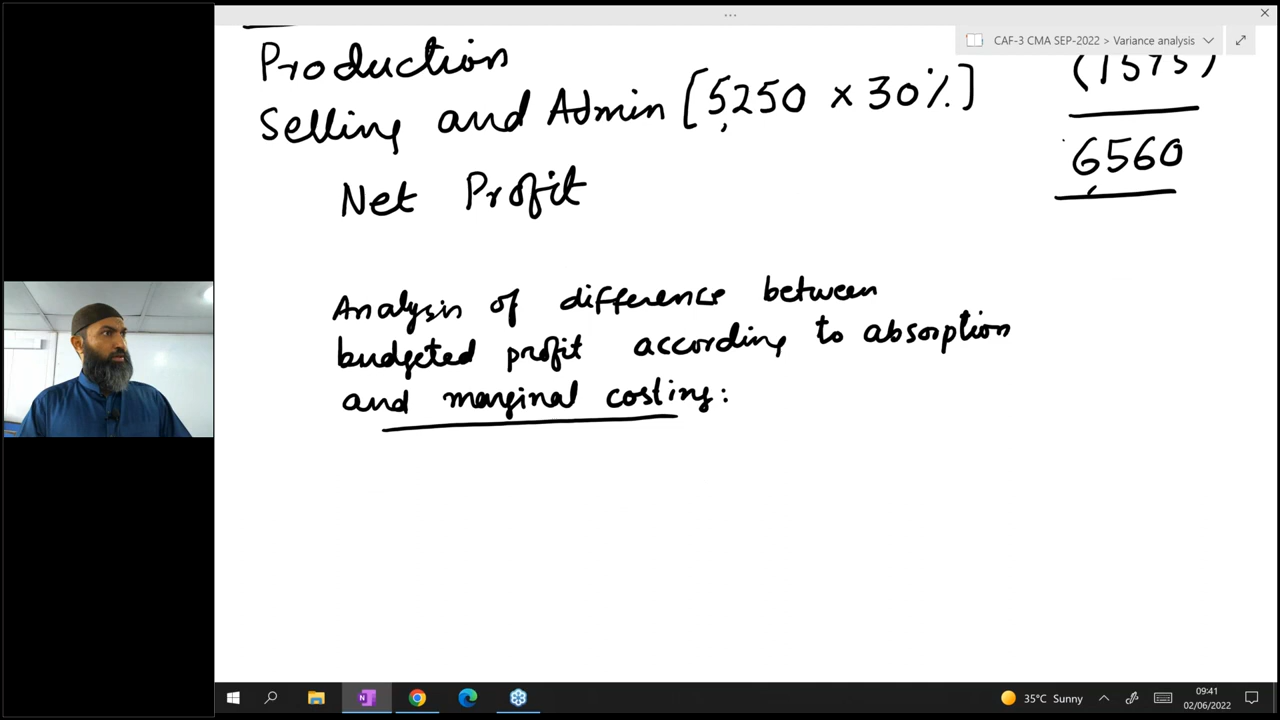 CAF-3 CMA SEP-2022 > Variance analysis
Production
(1575)
Selling and Admin [5250 × 30%]
6560
Net Profit
Analysis of difference between
budgeted profit according to absorption
and marginal costing:
35°C Sunny
09:41
02/06/2022